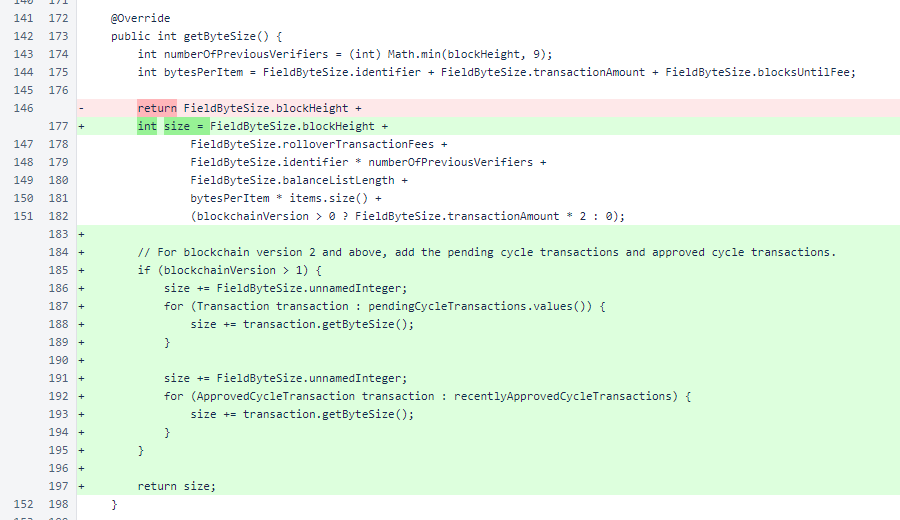 140 171
141 172 @Override
142 173 public int getByteSize() {
143 174 int numberOfPreviousVerifiers = (int) Math.min(blockHeight, 9);
144 175 int bytesPerItem = FieldByteSize.identifier + FieldByteSize.transactionAmount + FieldByteSize.blocksUntilFee;
145 176
146 - return FieldByteSize.blockHeight +
177 + int size = FieldByteSize.blockHeight +
147 178 FieldByteSize.rolloverTransactionFees +
148 179 FieldByteSize.identifier * numberOfPreviousVerifiers +
149 180 FieldByteSize.balanceListLength +
150 181 bytesPerItem * items.size() +
151 182 (blockchainVersion > 0 ? FieldByteSize.transactionAmount * 2 : 0);
183 +
184 + // For blockchain version 2 and above, add the pending cycle transactions and approved cycle transactions.
185 + if (blockchainVersion > 1) {
186 + size += FieldByteSize.unnamedInteger;
187 + for (Transaction transaction : pendingCycleTransactions.values()) {
188 + size += transaction.getByteSize();
189 + }
190 +
191 + size += FieldByteSize.unnamedInteger;
192 + for (ApprovedCycleTransaction transaction : recentlyApprovedCycleTransactions) {
193 + size += transaction.getByteSize();
194 + }
195 + }
196 +
197 + return size;
152 198 }